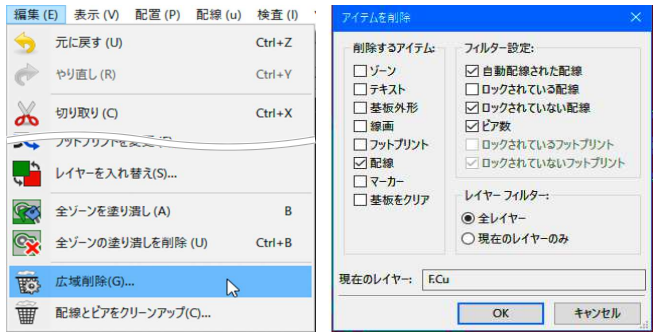 編集(E) 表示(V) 配置(P) 配線(u) 検査(I)
元に戻す(U) Ctrl+Z
やり直し(R) Ctrl+Y
切り取り(C) Ctrl+X
フットプリントを変更
レイヤーを入れ替え(S)...
全ゾーンを塗り潰し(A) B
全ゾーンの塗り潰しを削除(U) Ctrl+B
広域削除(G)...
配線とビアをクリーンアップ(C)...
アイテムを削除
削除するアイテム:
ゾーン
テキスト
基板外形
線画
フットプリント
配線
マーカー
基板をクリア
フィルター設定:
自動配線された配線
ロックされている配線
ロックされていない配線
ビア数
ロックされているフットプリント
ロックされていないフットプリント
レイヤー フィルター:
全レイヤー
現在のレイヤーのみ
現在のレイヤー: F.Cu
OK キャンセル